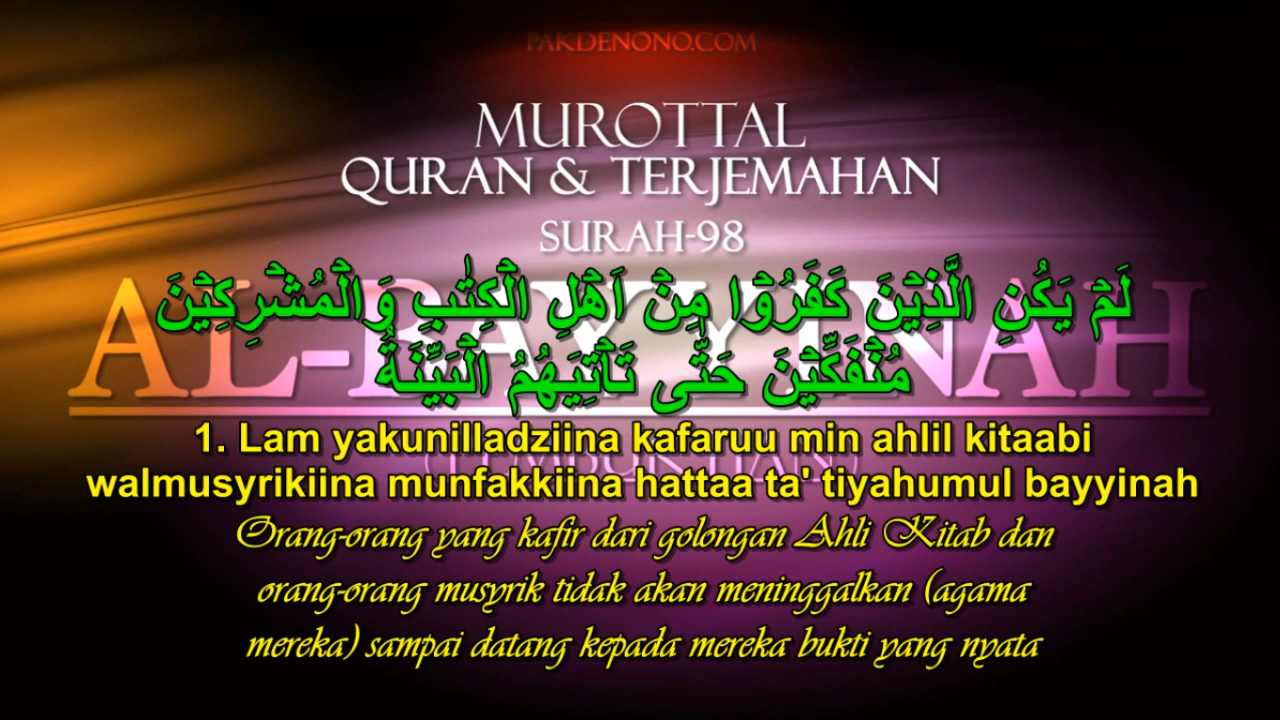 PAKDENONO.COM
MUROTTAL
QURAN & TERJEMAHAN
SURAH-98
AL-BAYYINAH
لَمْ يَكُنِ الَّذِيْنَ كَفَرُوْا مِنْ اَهْلِ الْكِتٰبِ وَالْمُشْرِكِيْنَ
مُنْفَكِّيْنَ حَتّٰى تَأْتِيَهُمُ الْبَيِّنَةُ
1. Lam yakunilladziina kafaruu min ahlil kitaabi
walmusyrikiina munfakkiina hattaa ta' tiyahumul bayyinah
Orang-orang yang kafir dari golongan Ahli Kitab dan
orang-orang musyrik tidak akan meninggalkan (agama
mereka) sampai datang kepada mereka bukti yang nyata